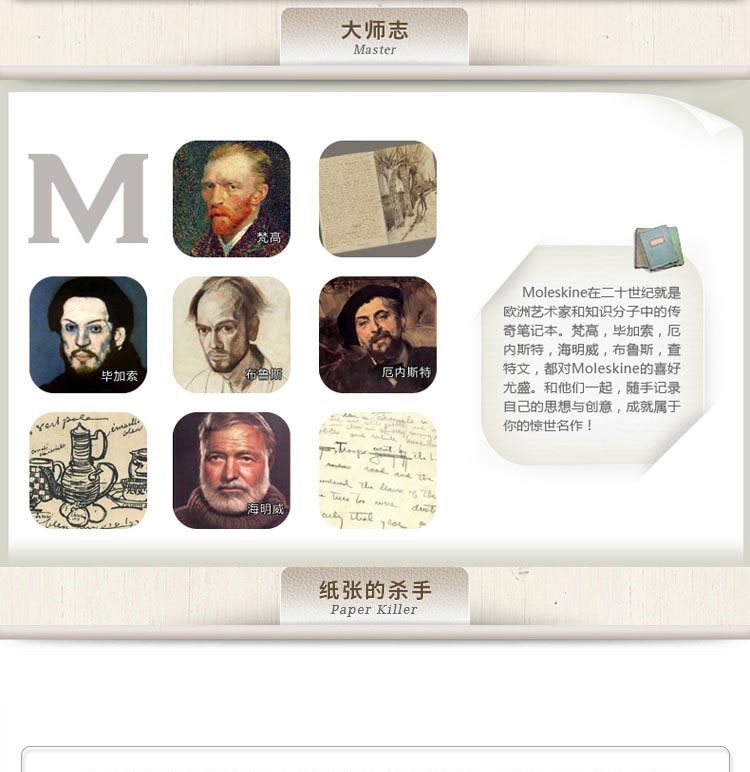 大师志
Master
M
梵高
毕加索
布鲁斯
厄内斯特
海明威
Moleskine在二十世纪就是
欧洲艺术家和知识分子中的传
奇笔记本。梵高，毕加索，厄
内斯特，海明威，布鲁斯，查
特文，都对Moleskine的喜好
尤盛。和他们一起，随手记录
自己的思想与创意，成就属于
你的惊世名作！
纸张的杀手
Paper Killer